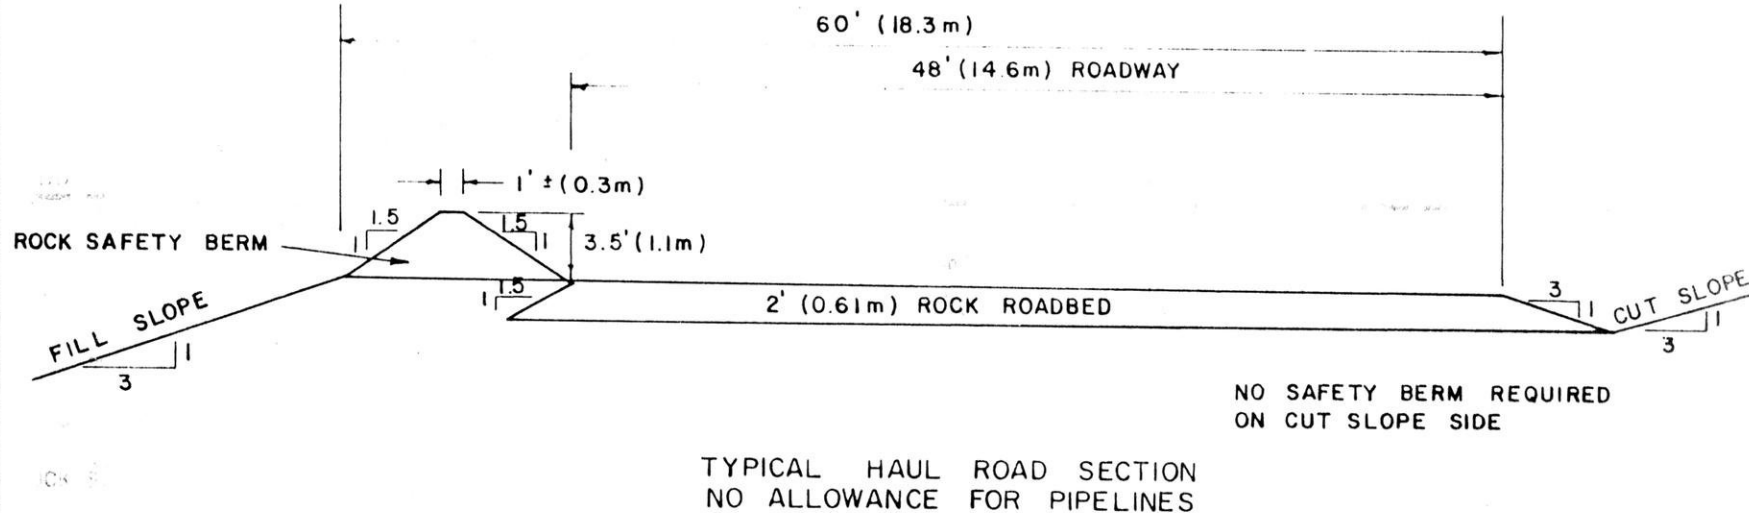 60' (18.3m)
48' (14.6m) ROADWAY
1' ± (0.3m)
1.5
1
1.5
1
3.5' (1.1m)
ROCK SAFETY BERM
1.5
1
2' (0.61m) ROCK ROADBED
3
1
CUT SLOPE
1
3
FILL SLOPE
1
3
NO SAFETY BERM REQUIRED
ON CUT SLOPE SIDE
TYPICAL HAUL ROAD SECTION
NO ALLOWANCE FOR PIPELINES